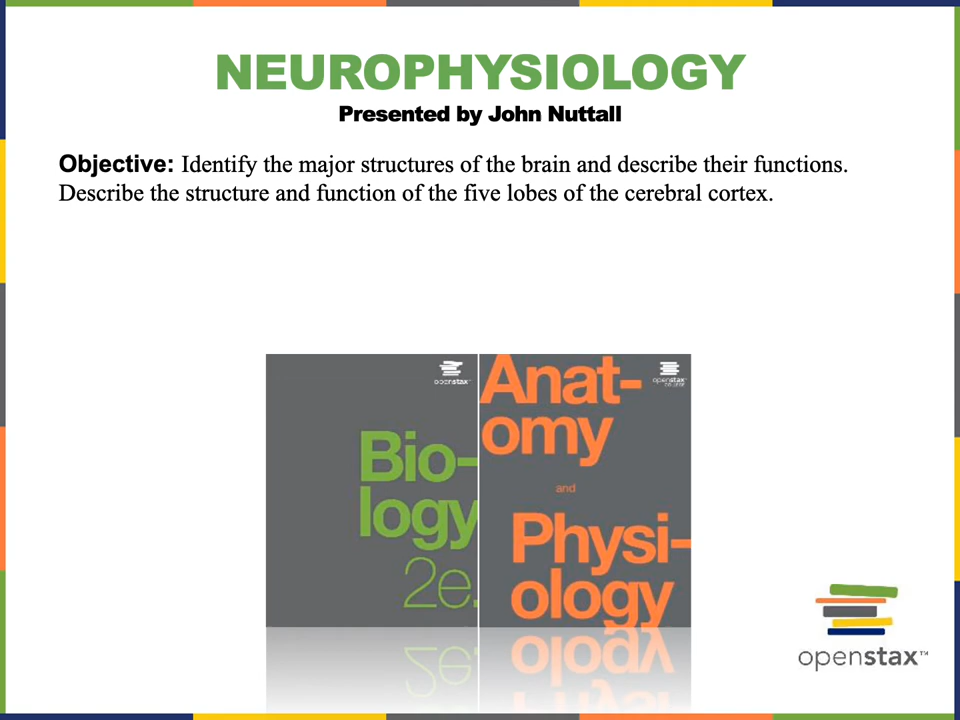 NEUROPHYSIOLOGY
Presented by John Nuttall
Objective: Identify the major structures of the brain and describe their functions.
Describe the structure and function of the five lobes of the cerebral cortex.
openstax™
Bio-
logy
2e.
Anat-
omy
and
Physi-
ology
openstax
openstax™